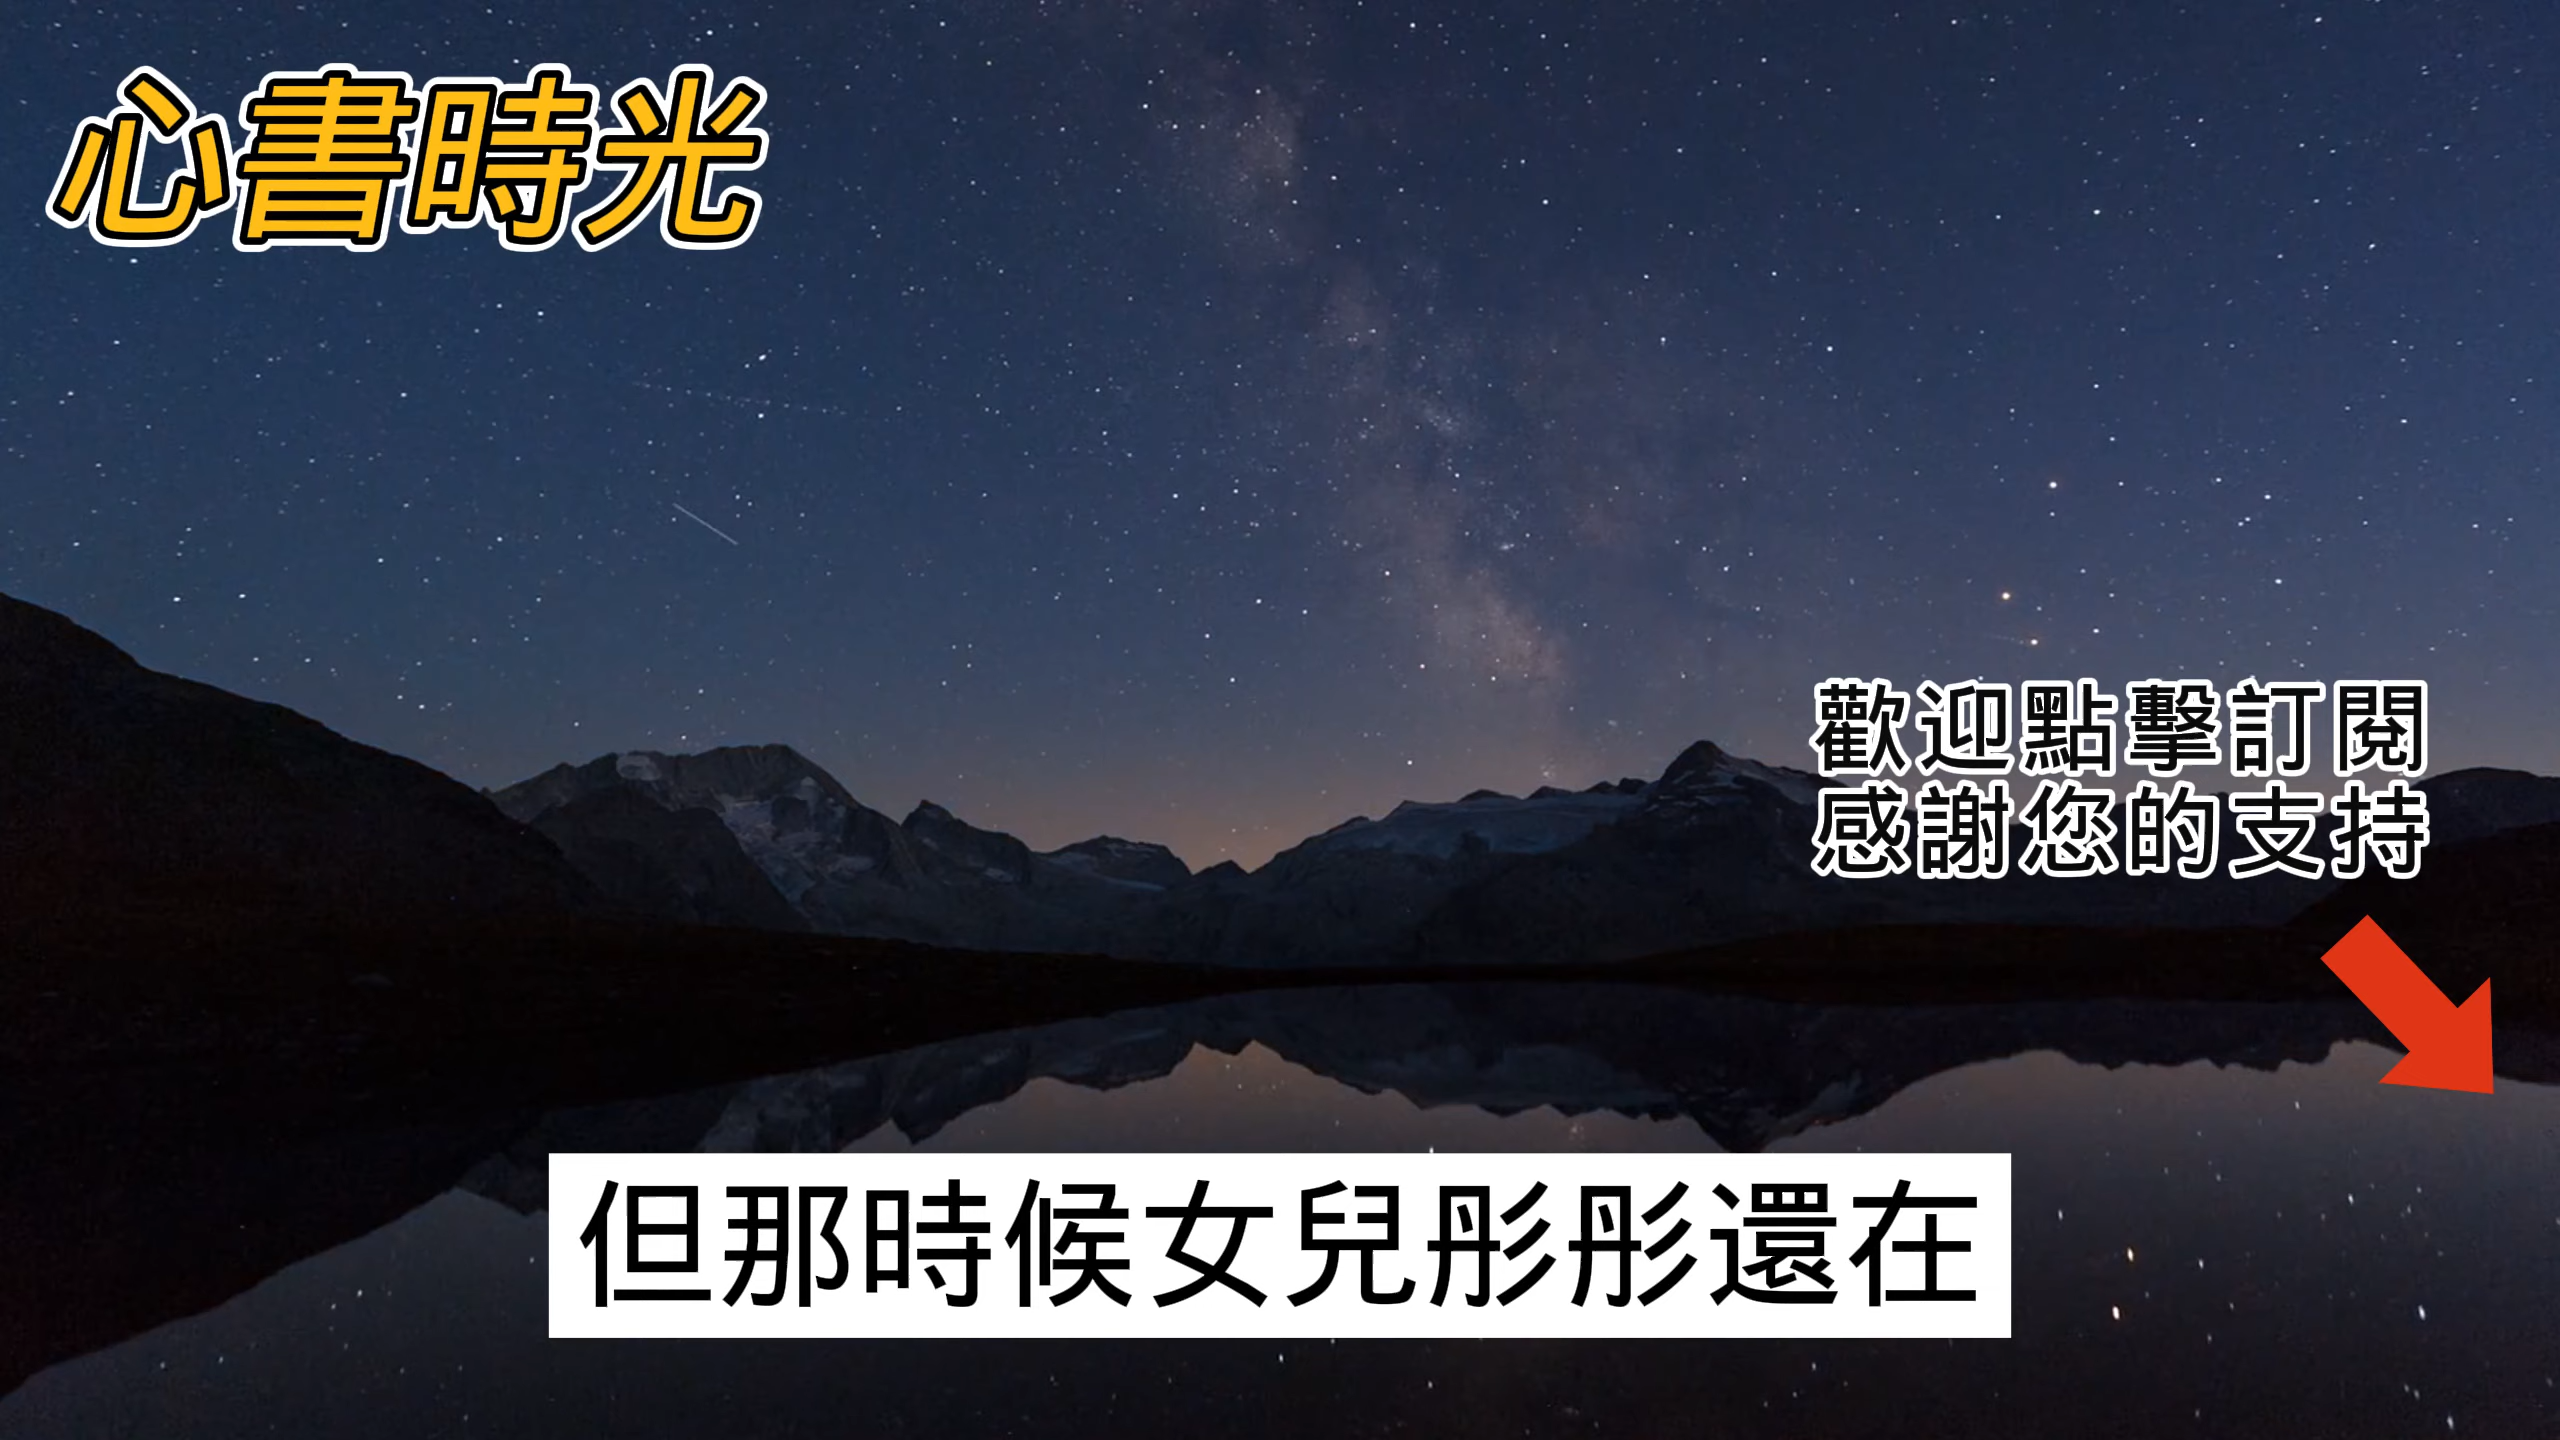 心書時光
歡迎點擊訂閱
感謝您的支持
但那時候女兒彤彤還在